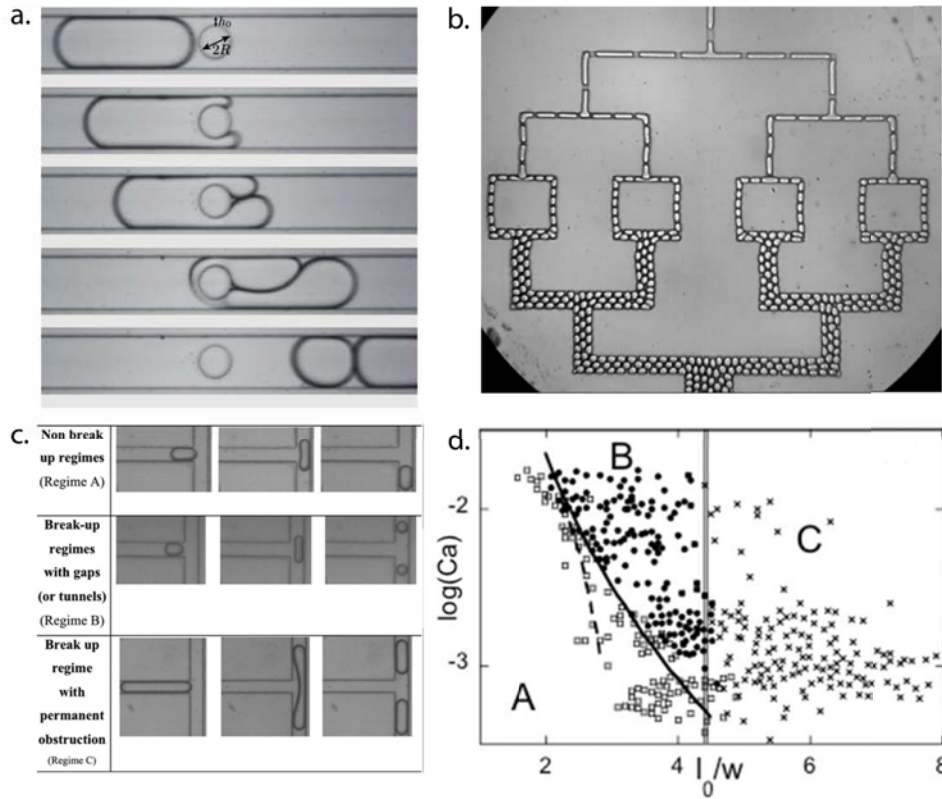 a.
h₀
2R
b.
c.
Non break
up regimes
(Regime A)
Break-up
regimes
with gaps
(or tunnels)
(Regime B)
Break up
regime
with
permanent
obstruction
(Regime C)
d.
B
C
A
log(Ca)
-2
-3
2
4
6
8
l₀/w